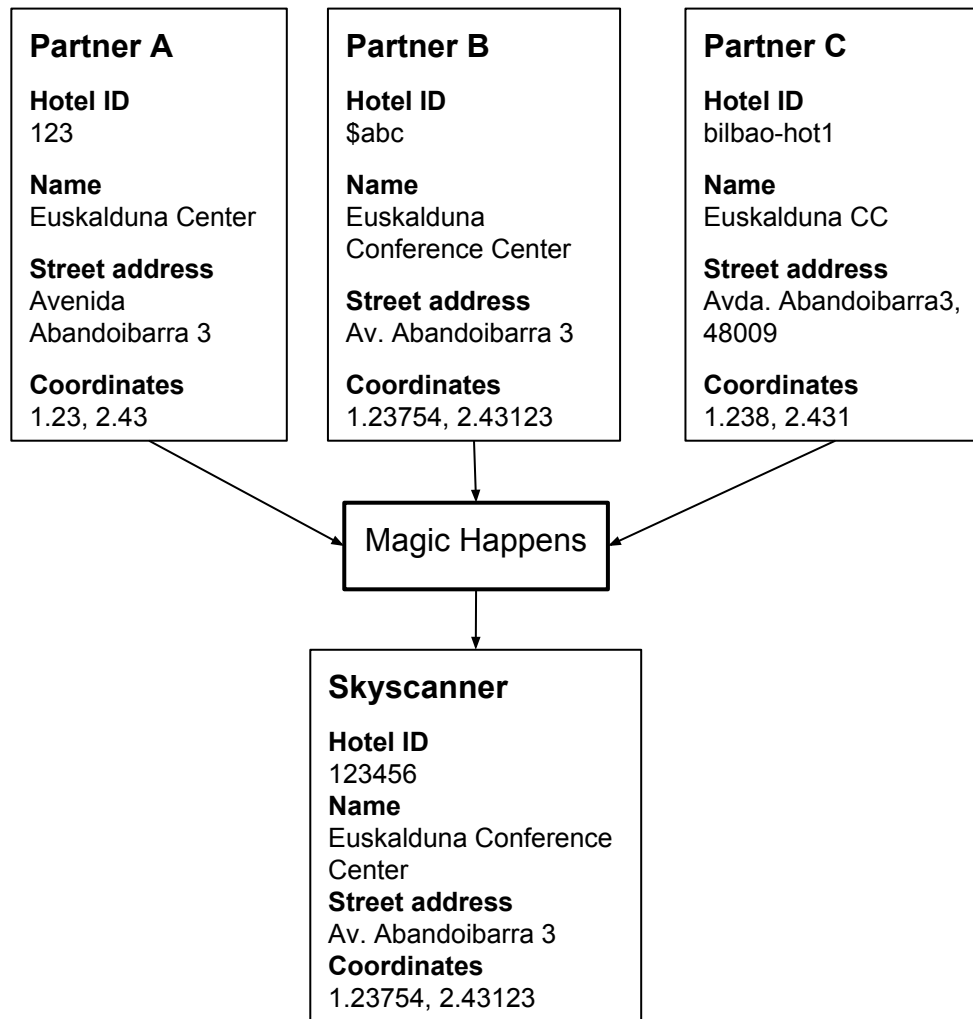 Partner A
Hotel ID
123
Name
Euskalduna Center
Street address
Avenida
Abandoibarra 3
Coordinates
1.23, 2.43
Partner B
Hotel ID
$abc
Name
Euskalduna
Conference Center
Street address
Av. Abandoibarra 3
Coordinates
1.23754, 2.43123
Partner C
Hotel ID
bilbao-hot1
Name
Euskalduna CC
Street address
Avda. Abandoibarra3,
48009
Coordinates
1.238, 2.431
Magic Happens
Skyscanner
Hotel ID
123456
Name
Euskalduna Conference
Center
Street address
Av. Abandoibarra 3
Coordinates
1.23754, 2.43123